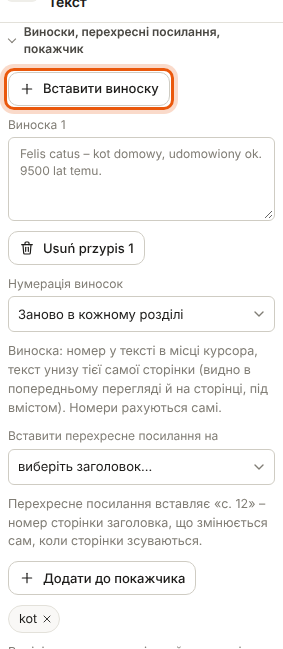 Текст
Виноски, перехресні посилання,
покажчик
Вставити виноску
Виноска 1
Felis catus – kot domowy, udomowiony ok.
9500 lat temu.
Usuń przypis 1
Нумерація виносок
Заново в кожному розділі
Виноска: номер у тексті в місці курсора,
текст унизу тієї самої сторінки (видно в
попередньому перегляді й на сторінці, під
вмістом). Номери рахуються самі.
Вставити перехресне посилання на
виберіть заголовок...
Перехресне посилання вставляє «с. 12» –
номер сторінки заголовка, що змінюється
сам, коли сторінки зсуваються.
Додати до покажчика
kot